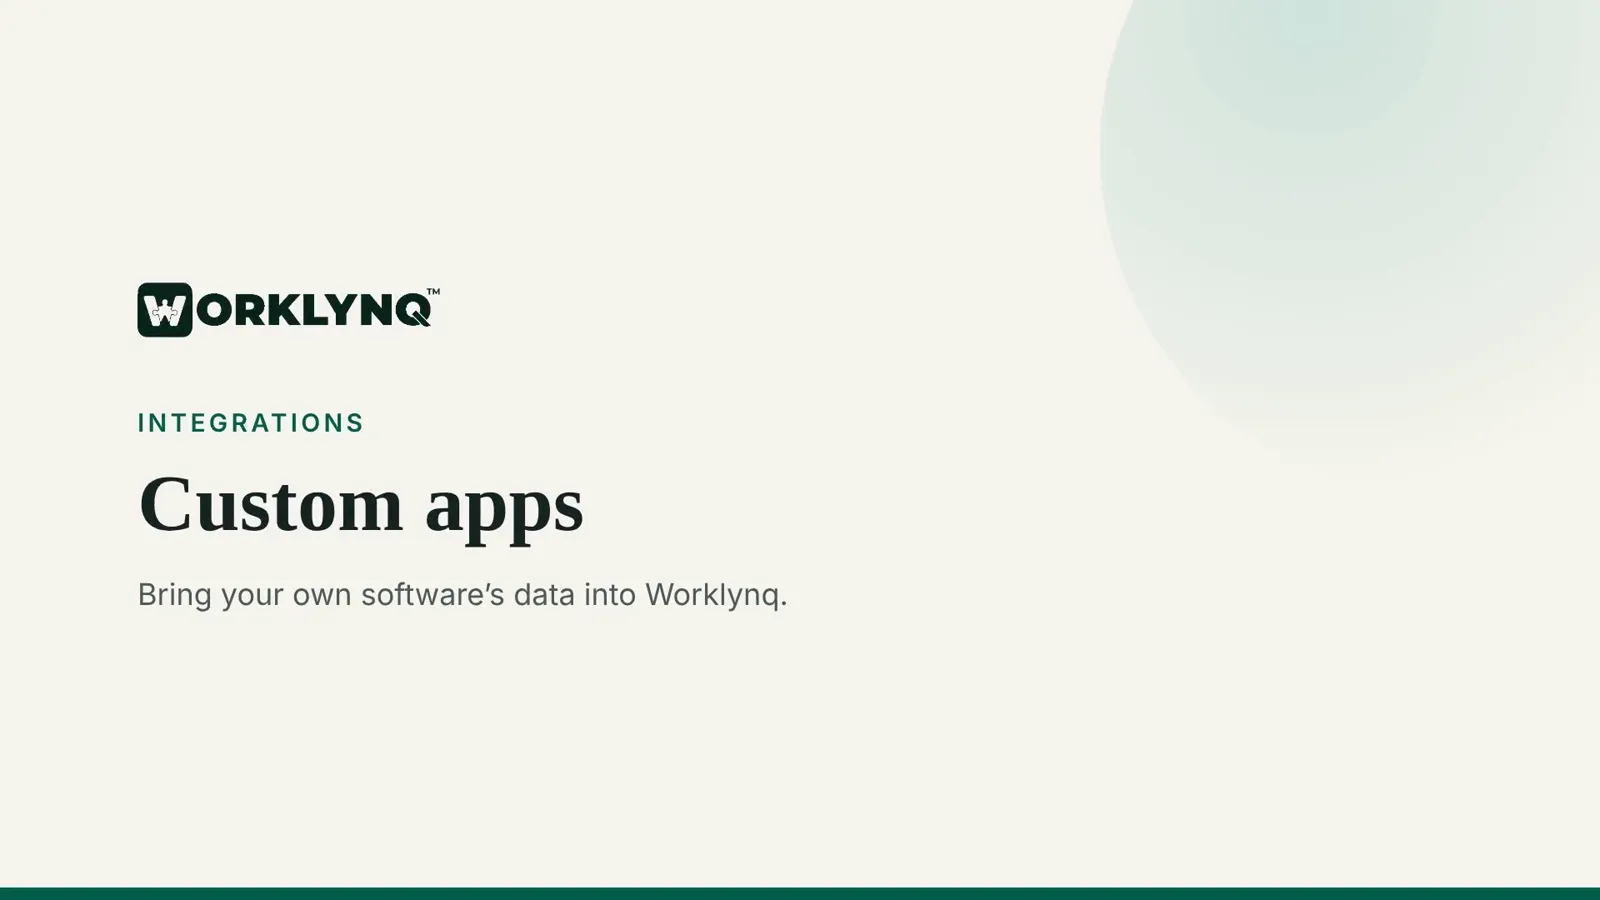 WORKLYNQ™
INTEGRATIONS
Custom apps
Bring your own software’s data into Worklynq.